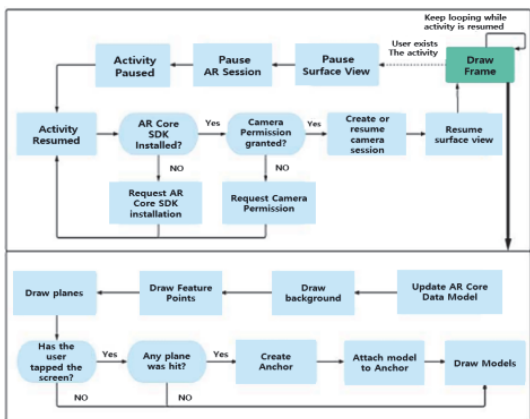 Keep looping while
activity is resumed
User exists
The activity
Draw
Frame
Pause
Surface View
Pause
AR Session
Activity
Paused
Activity
Resumed
AR Core
SDK
Installed?
Yes
Camera
Permission
granted?
Yes
Create or
resume camera
session
Resume
surface view
NO
NO
Request AR
Core SDK
installation
Request Camera
Permission
Draw planes
Draw Feature
Points
Draw
background
Update AR Core
Data Model
Has the
user
tapped the
screen?
Yes
Any plane
was hit?
Yes
Create
Anchor
Attach model
to Anchor
Draw Models
NO
NO